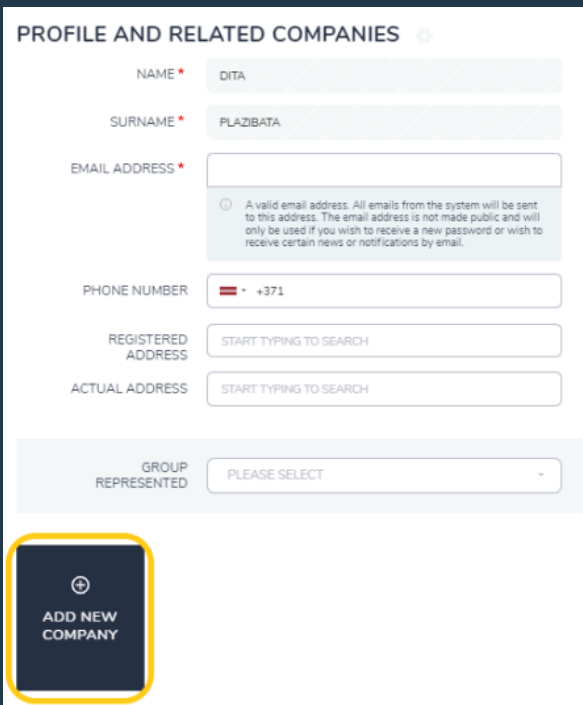 PROFILE AND RELATED COMPANIES
NAME *
DITA
SURNAME *
PLAZIBATA
EMAIL ADDRESS *
A valid email address. All emails from the system will be sent
to this address. The email address is not made public and will
only be used if you wish to receive a new password or wish to
receive certain news or notifications by email.
PHONE NUMBER
+371
REGISTERED
ADDRESS
START TYPING TO SEARCH
ACTUAL ADDRESS
START TYPING TO SEARCH
GROUP
REPRESENTED
PLEASE SELECT
ADD NEW
COMPANY